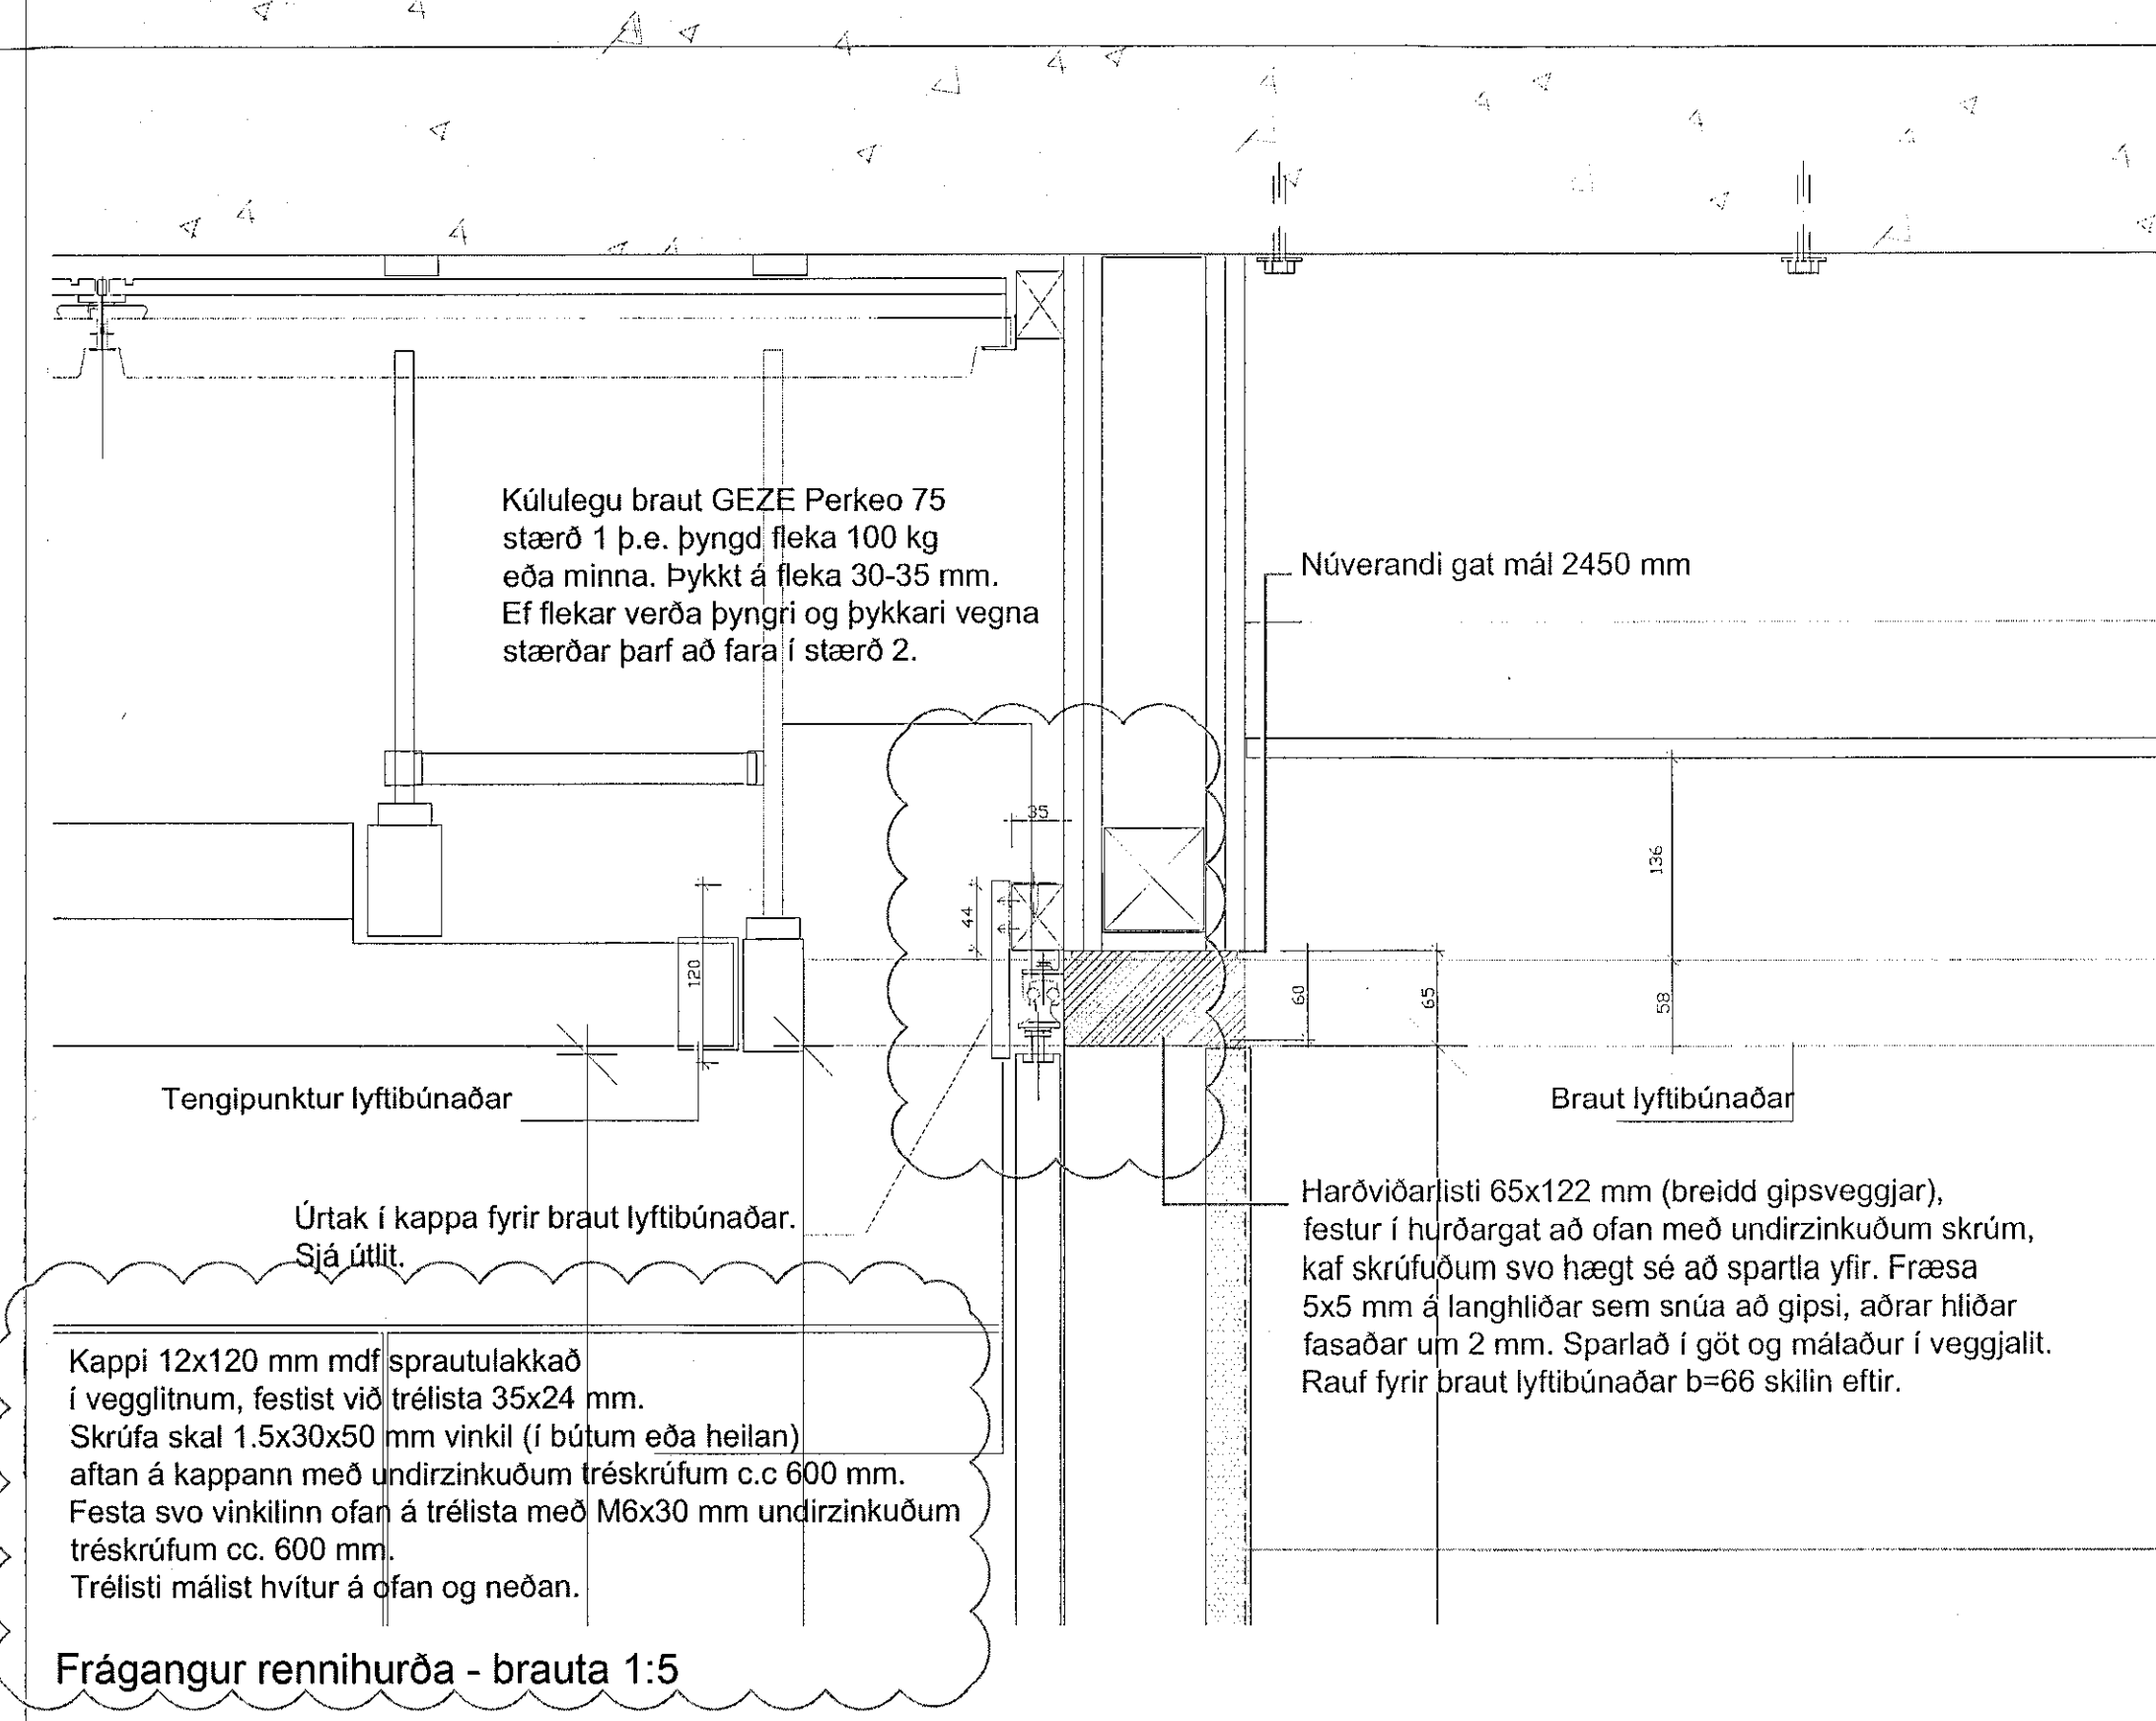 Kúlulegu braut GEZE Perkeo 75
stærð 1 þ.e. þyngd fleka 100 kg
eða minna. Þykkt á fleka 30-35 mm.
Ef flekar verða þyngri og þykkari vegna
stærðar þarf að fara í stærð 2.
Núverandi gat mál 2450 mm
35
136
44
120
60
65
58
Tengipunktur lyftibúnaðar
Braut lyftibúnaðar
Úrtak í kappa fyrir braut lyftibúnaðar.
Sjá útlit.
Harðviðarlisti 65x122 mm (breidd gipsveggjar),
festur í hurðargat að ofan með undirzinkuðum skrúm,
kaf skrúfuðum svo hægt sé að spartla yfir. Fræsa
5x5 mm á langhliðar sem snúa að gipsi, aðrar hliðar
fasaðar um 2 mm. Sparlað í göt og málaður í veggjalit.
Rauf fyrir braut lyftibúnaðar b=66 skilin eftir.
Kappi 12x120 mm mdf sprautulakkað
í vegglitnum, festist við trélista 35x24 mm.
Skrúfa skal 1.5x30x50 mm vinkil (í bútum eða heilan)
aftan á kappann með undirzinkuðum tréskrúfum c.c 600 mm.
Festa svo vinkilinn ofan á trélista með M6x30 mm undirzinkuðum
tréskrúfum cc. 600 mm.
Trélisti málist hvítur á ofan og neðan.
Frágangur rennihurða - brauta 1:5